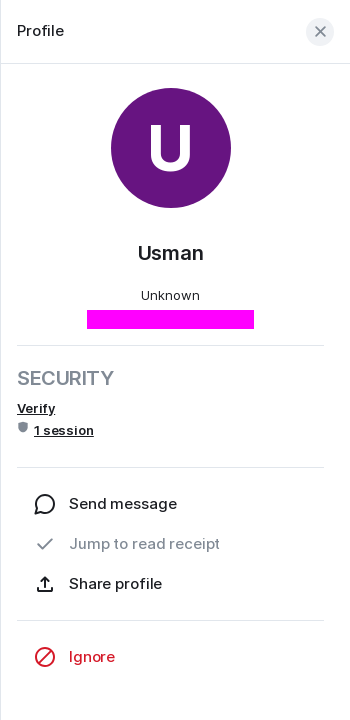 Profile
U
Usman
Unknown
SECURITY
Verify
1 session
Send message
Jump to read receipt
Share profile
Ignore